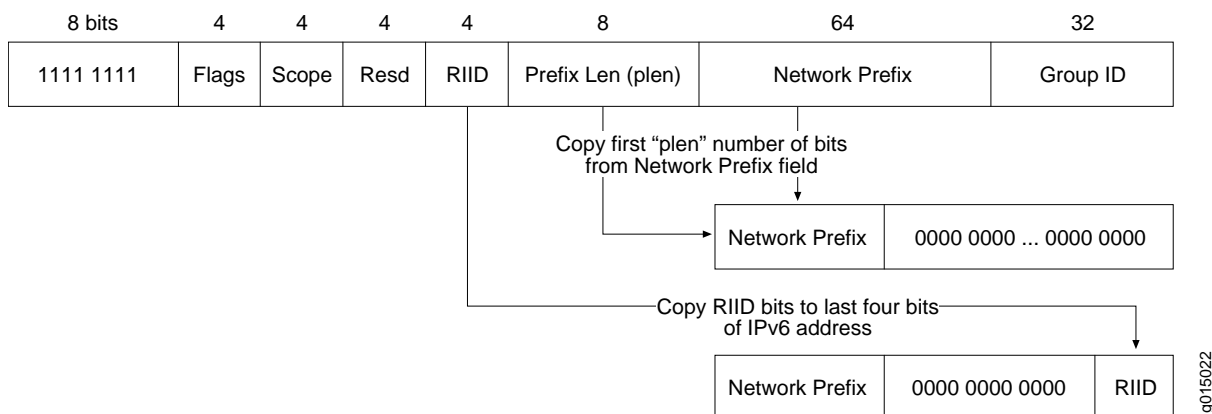 8 bits 4 4 4 4 8 64 32
1111 1111 Flags Scope Resd RIID Prefix Len (plen) Network Prefix Group ID
Copy first “plen” number of bits
from Network Prefix field
Network Prefix 0000 0000 ... 0000 0000
Copy RIID bits to last four bits
of IPv6 address
Network Prefix 0000 0000 0000 RIID
g015022